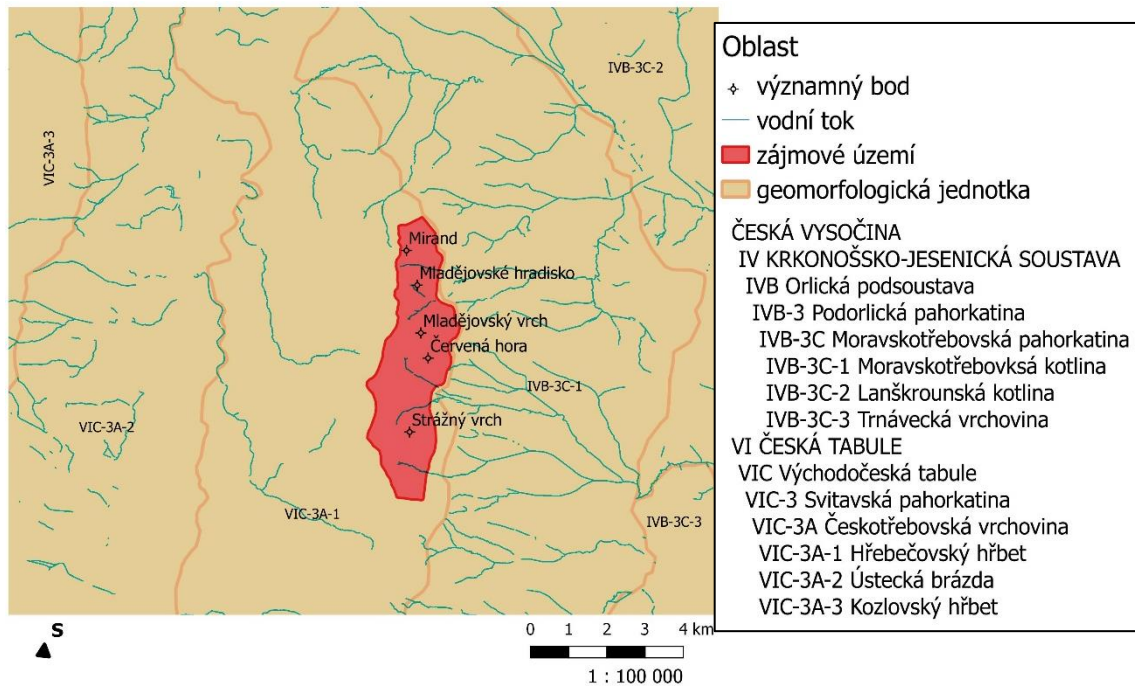 IVB-3C-2
VIC-3A-3
Mirand
Mladějovské hradisko
Mladějovský vrch
Červená hora
IVB-3C-1
Strážný vrch
VIC-3A-2
VIC-3A-1
IVB-3C-3
S
0 1 2 3 4 km
1 : 100 000
Oblast
významný bod
vodní tok
zájmové území
geomorfologická jednotka
ČESKÁ VYSOČINA
IV KRKONOŠSKO-JESENICKÁ SOUSTAVA
IVB Orlická podsoustava
IVB-3 Podorlická pahorkatina
IVB-3C Moravskotřebovská pahorkatina
IVB-3C-1 Moravskotřebovksá kotlina
IVB-3C-2 Lanškrounská kotlina
IVB-3C-3 Trnávecká vrchovina
VI ČESKÁ TABULE
VIC Východočeská tabule
VIC-3 Svitavská pahorkatina
VIC-3A Českotřebovská vrchovina
VIC-3A-1 Hřebečovský hřbet
VIC-3A-2 Ústecká brázda
VIC-3A-3 Kozlovský hřbet